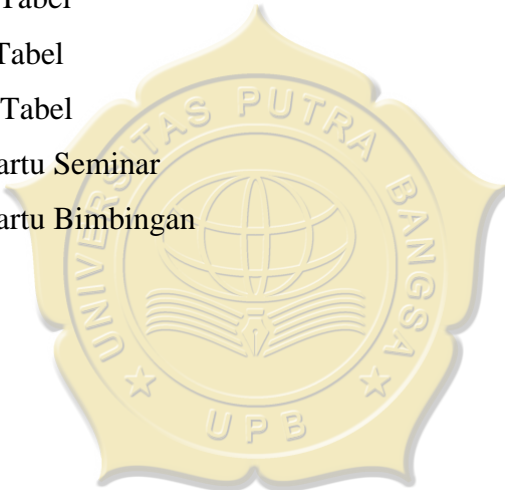 Tabel
Tabel
Tabel
artu Seminar
artu Bimbingan
UNIVERSITAS PUTRA BANGSA
UPB